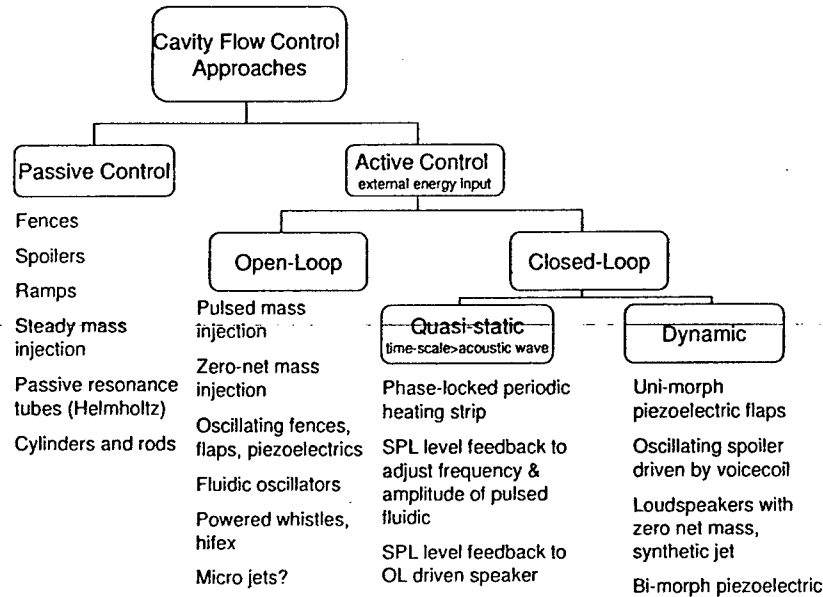 Cavity Flow Control
Approaches
Passive Control
Active Control
external energy input
Fences
Spoilers
Ramps
Steady mass
injection
Passive resonance
tubes (Helmholtz)
Cylinders and rods
Open-Loop
Pulsed mass
injection
Zero-net mass
injection
Oscillating fences,
flaps, piezoelectrics
Fluidic oscillators
Powered whistles,
hifex
Micro jets?
Closed-Loop
Quasi-static
time-scale>acoustic wave
Phase-locked periodic
heating strip
SPL level feedback to
adjust frequency &
amplitude of pulsed
fluidic
SPL level feedback to
OL driven speaker
Dynamic
Uni-morph
piezoelectric flaps
Oscillating spoiler
driven by voicecoil
Loudspeakers with
zero net mass,
synthetic jet
Bi-morph piezoelectric